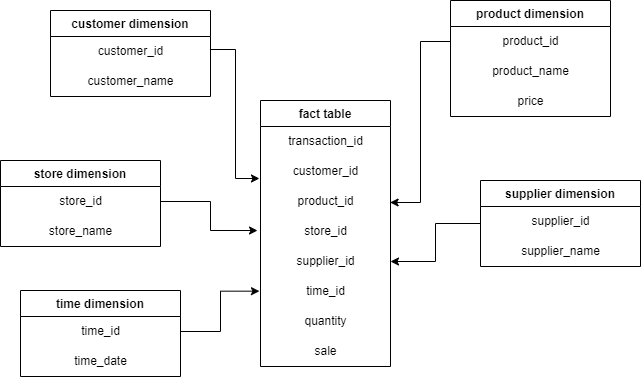 customer dimension
customer_id
customer_name
product dimension
product_id
product_name
price
fact table
transaction_id
customer_id
product_id
store_id
supplier_id
time_id
quantity
sale
store dimension
store_id
store_name
supplier dimension
supplier_id
supplier_name
time dimension
time_id
time_date